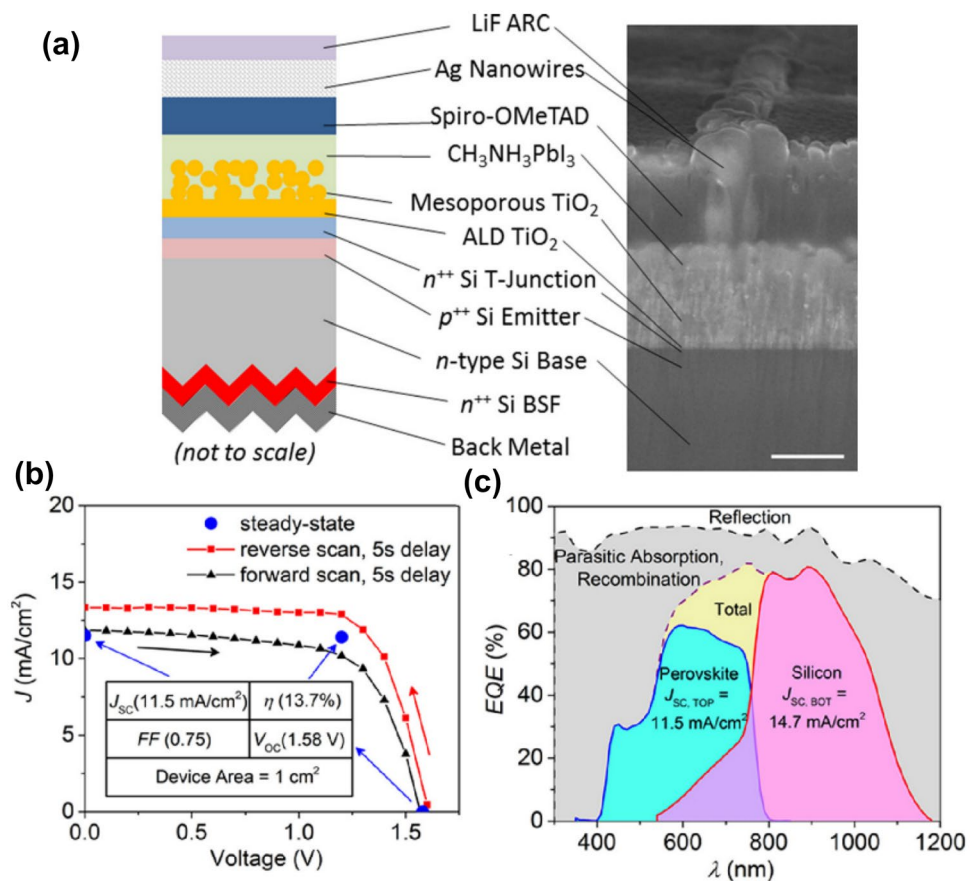 (a)
LiF ARC
Ag Nanowires
Spiro-OMeTAD
CH₃NH₃PbI₃
Mesoporous TiO₂
ALD TiO₂
n⁺⁺ Si T-Junction
p⁺⁺ Si Emitter
n-type Si Base
n⁺⁺ Si BSF
Back Metal
(not to scale)
(b)
20
15
10
5
0
J (mA/cm²)
steady-state
reverse scan, 5s delay
forward scan, 5s delay
J_SC (11.5 mA/cm²) η (13.7%)
FF (0.75) V_OC (1.58 V)
Device Area = 1 cm²
0.0 0.5 1.0 1.5
Voltage (V)
(c)
100
80
60
40
20
0
EQE (%)
Reflection
Parasitic Absorption,
Recombination
Total
Perovskite
J_SC, TOP =
11.5 mA/cm²
Silicon
J_SC, BOT =
14.7 mA/cm²
400 600 800 1000 1200
λ (nm)